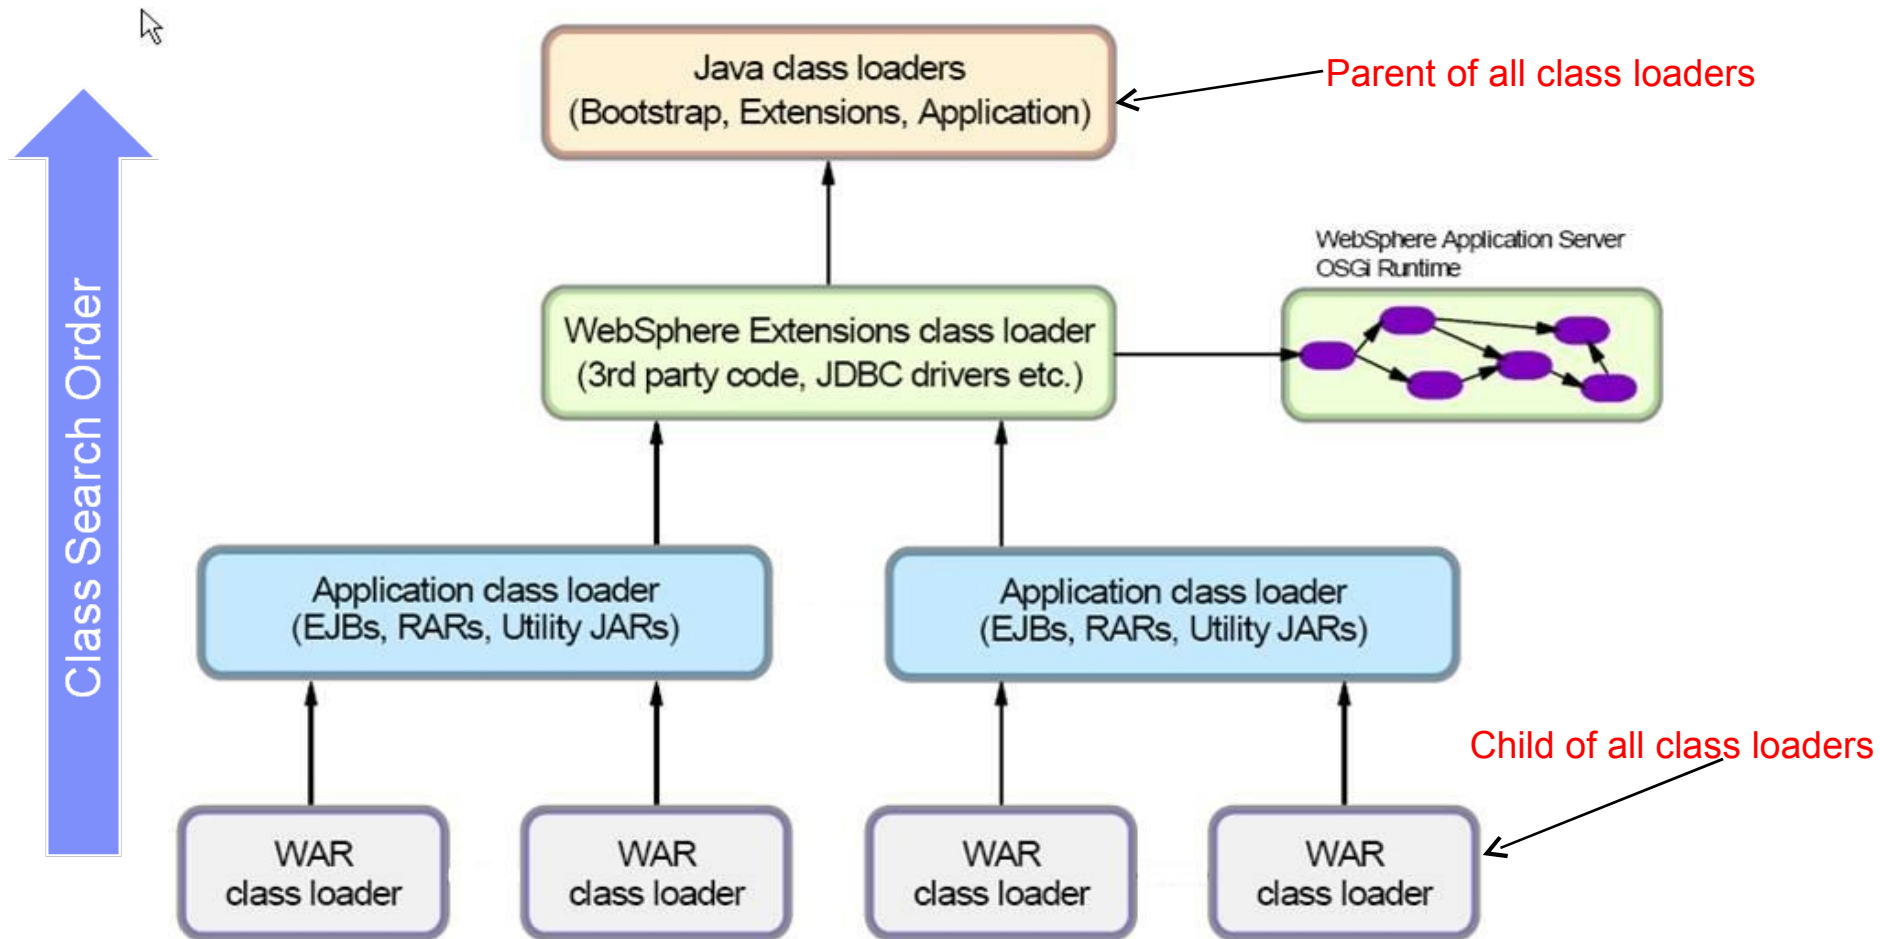 Java class loaders
(Bootstrap, Extensions, Application)
Parent of all class loaders
WebSphere Application Server
OSGi Runtime
WebSphere Extensions class loader
(3rd party code, JDBC drivers etc.)
Class Search Order
Application class loader
(EJBs, RARs, Utility JARs)
Application class loader
(EJBs, RARs, Utility JARs)
Child of all class loaders
WAR
class loader
WAR
class loader
WAR
class loader
WAR
class loader